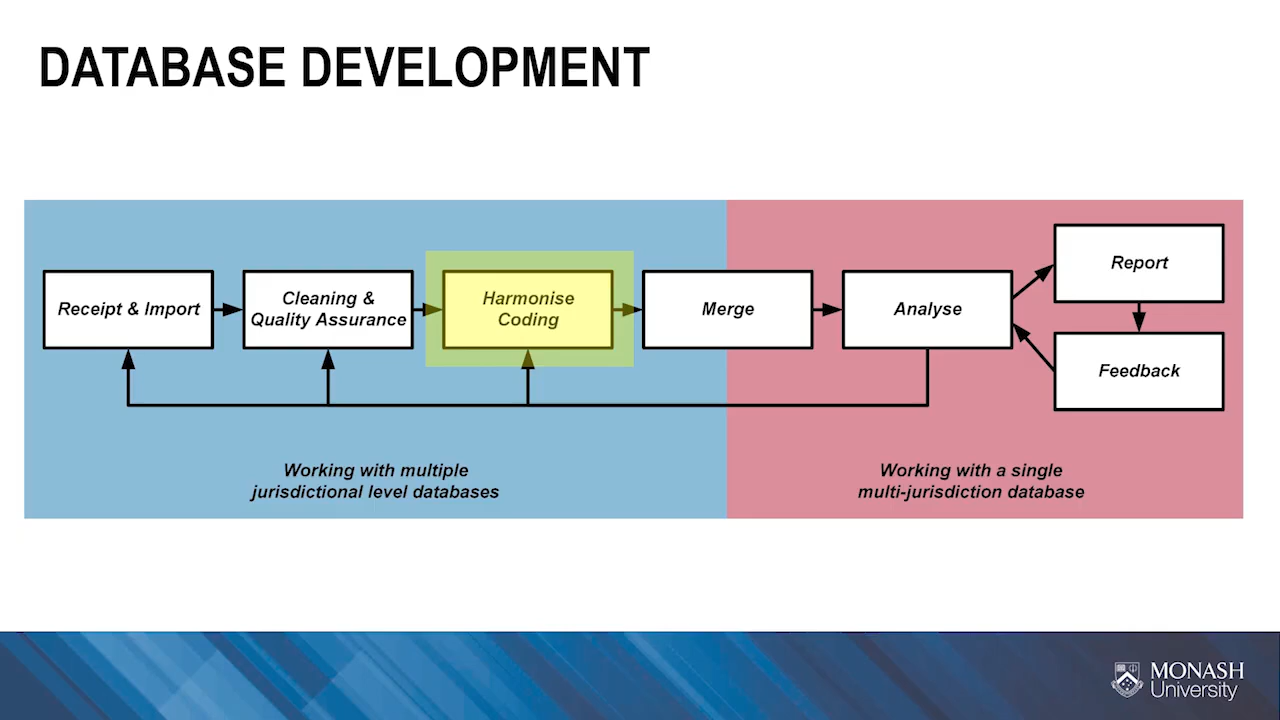 DATABASE DEVELOPMENT
Receipt & Import
Cleaning &
Quality Assurance
Harmonise
Coding
Merge
Analyse
Report
Feedback
Working with multiple
jurisdictional level databases
Working with a single
multi-jurisdiction database
MONASH
University